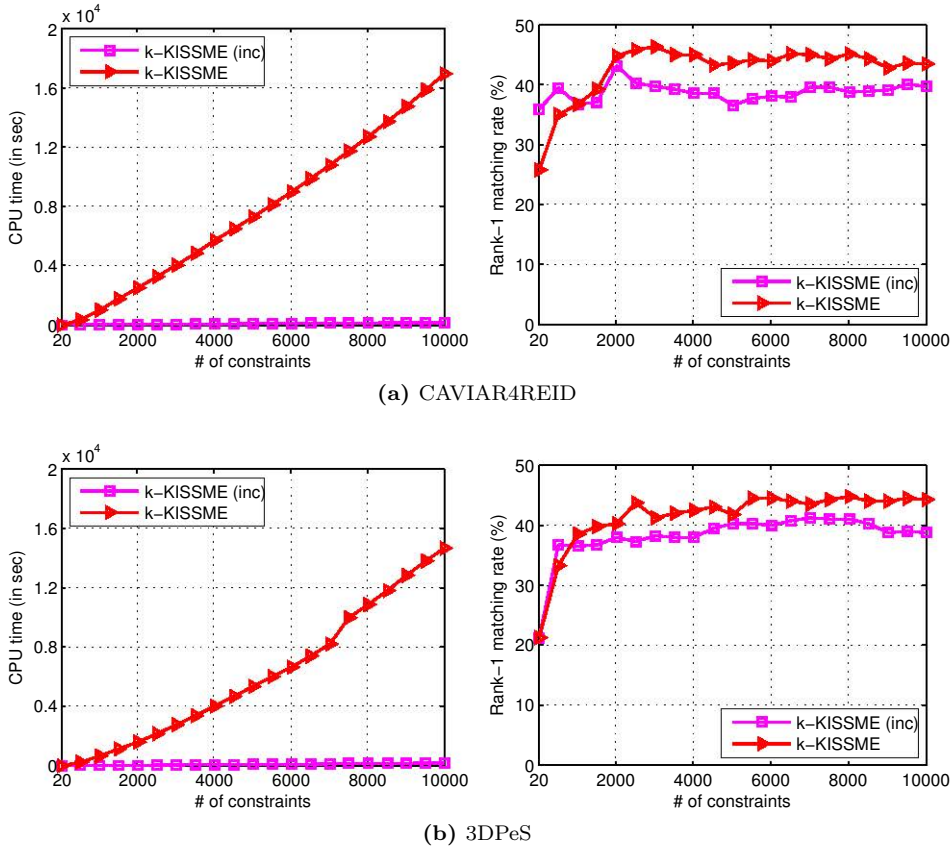 x 10^4
2
1.6
1.2
0.8
0.4
0
CPU time (in sec)
k−KISSME (inc)
k−KISSME
20 2000 4000 6000 8000 10000
# of constraints
50
40
30
20
10
0
Rank−1 matching rate (%)
k−KISSME (inc)
k−KISSME
20 2000 4000 6000 8000 10000
# of constraints
(a) CAVIAR4REID
x 10^4
2
1.6
1.2
0.8
0.4
0
CPU time (in sec)
k−KISSME (inc)
k−KISSME
20 2000 4000 6000 8000 10000
# of constraints
50
40
30
20
10
0
Rank−1 matching rate (%)
k−KISSME (inc)
k−KISSME
20 2000 4000 6000 8000 10000
# of constraints
(b) 3DPeS